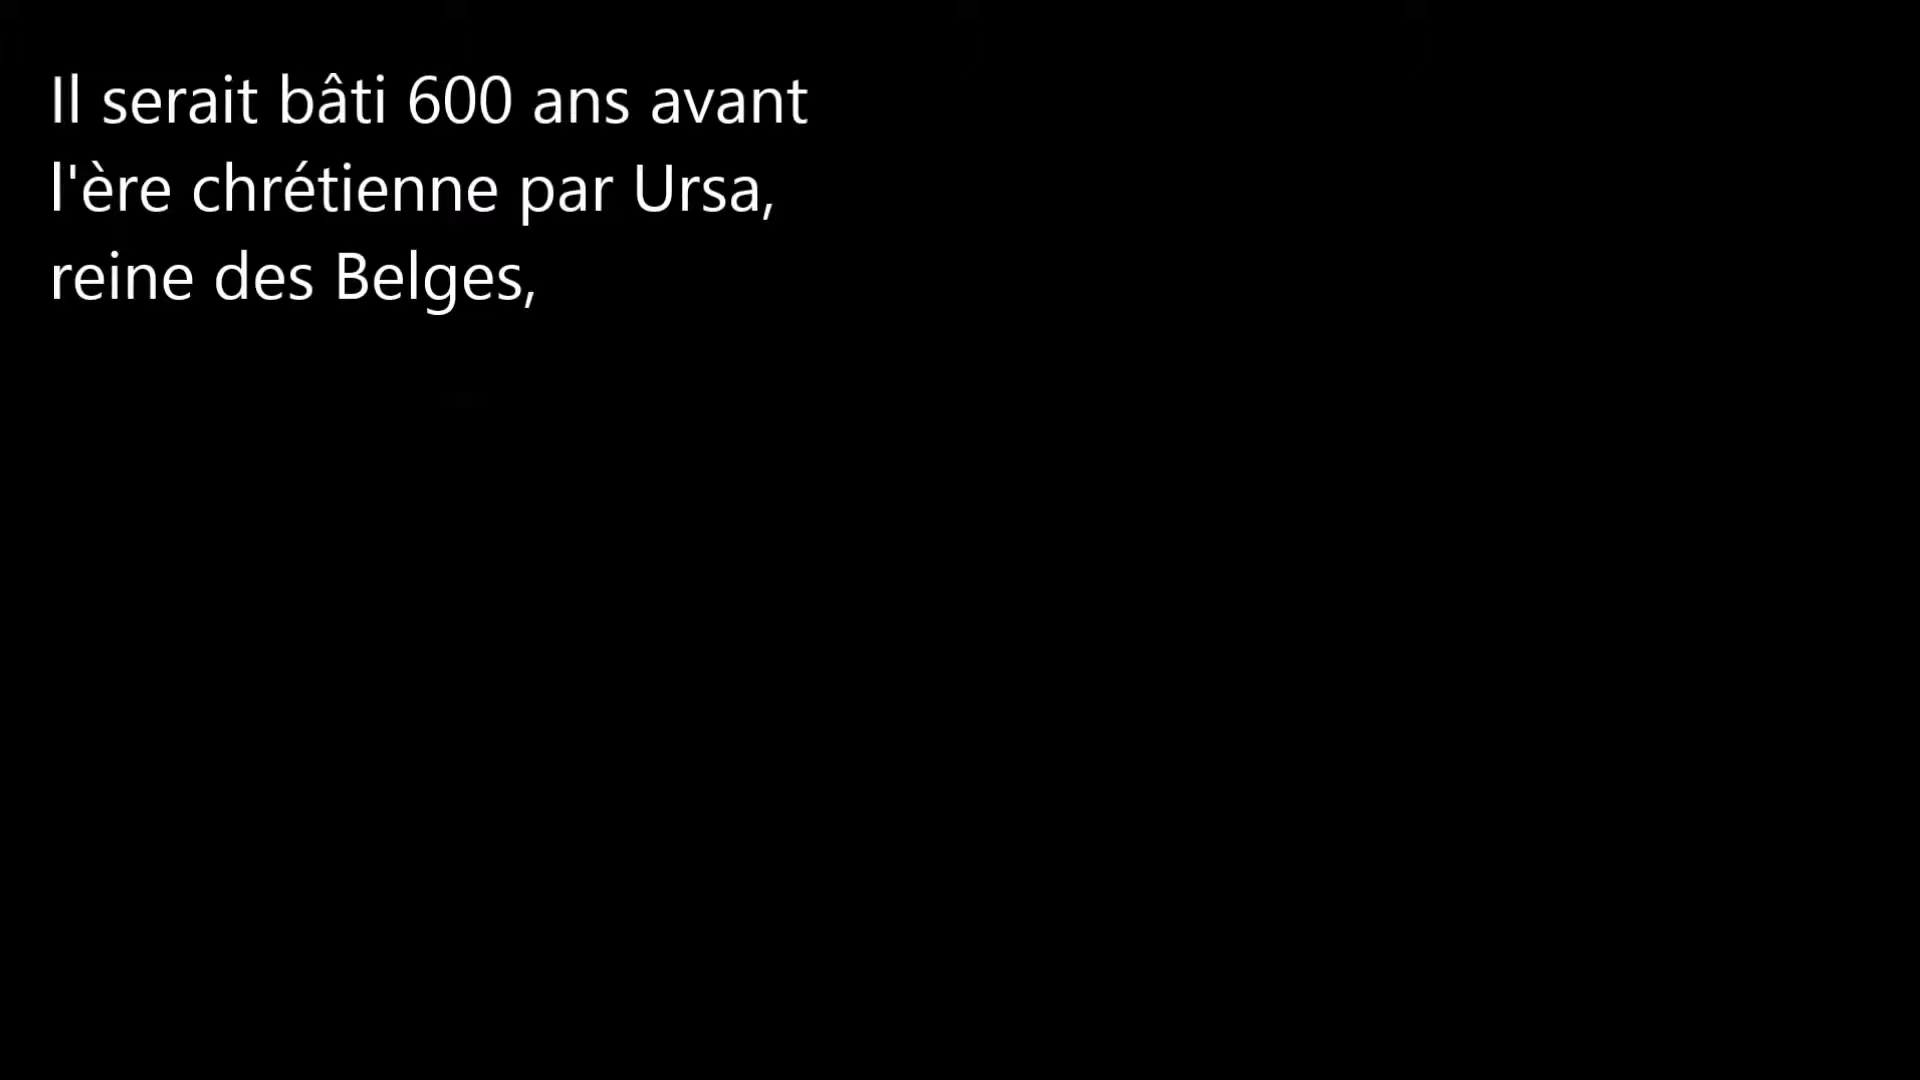 Il serait bâti 600 ans avant
l'ère chrétienne par Ursa,
reine des Belges,